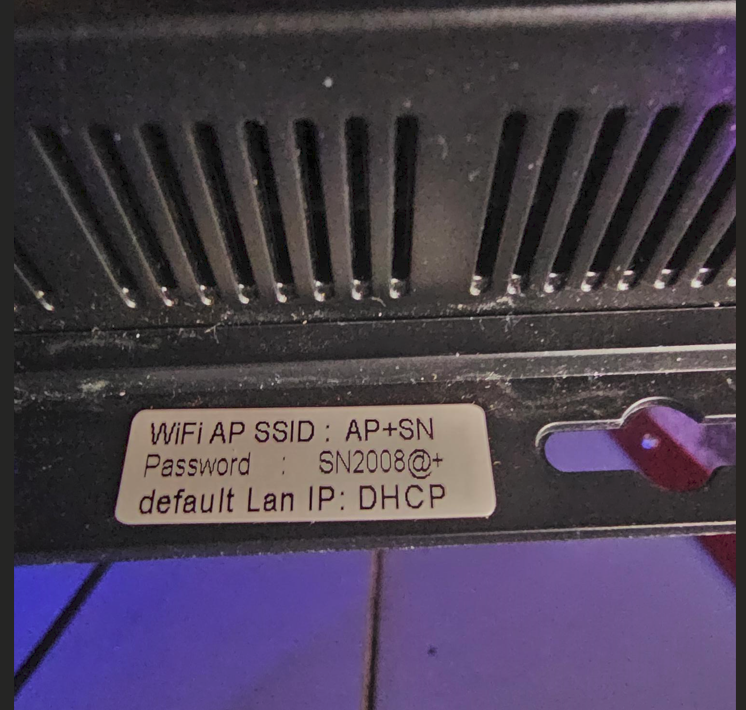 WiFi AP SSID : AP+SN
Password : SN2008@+
default Lan IP: DHCP